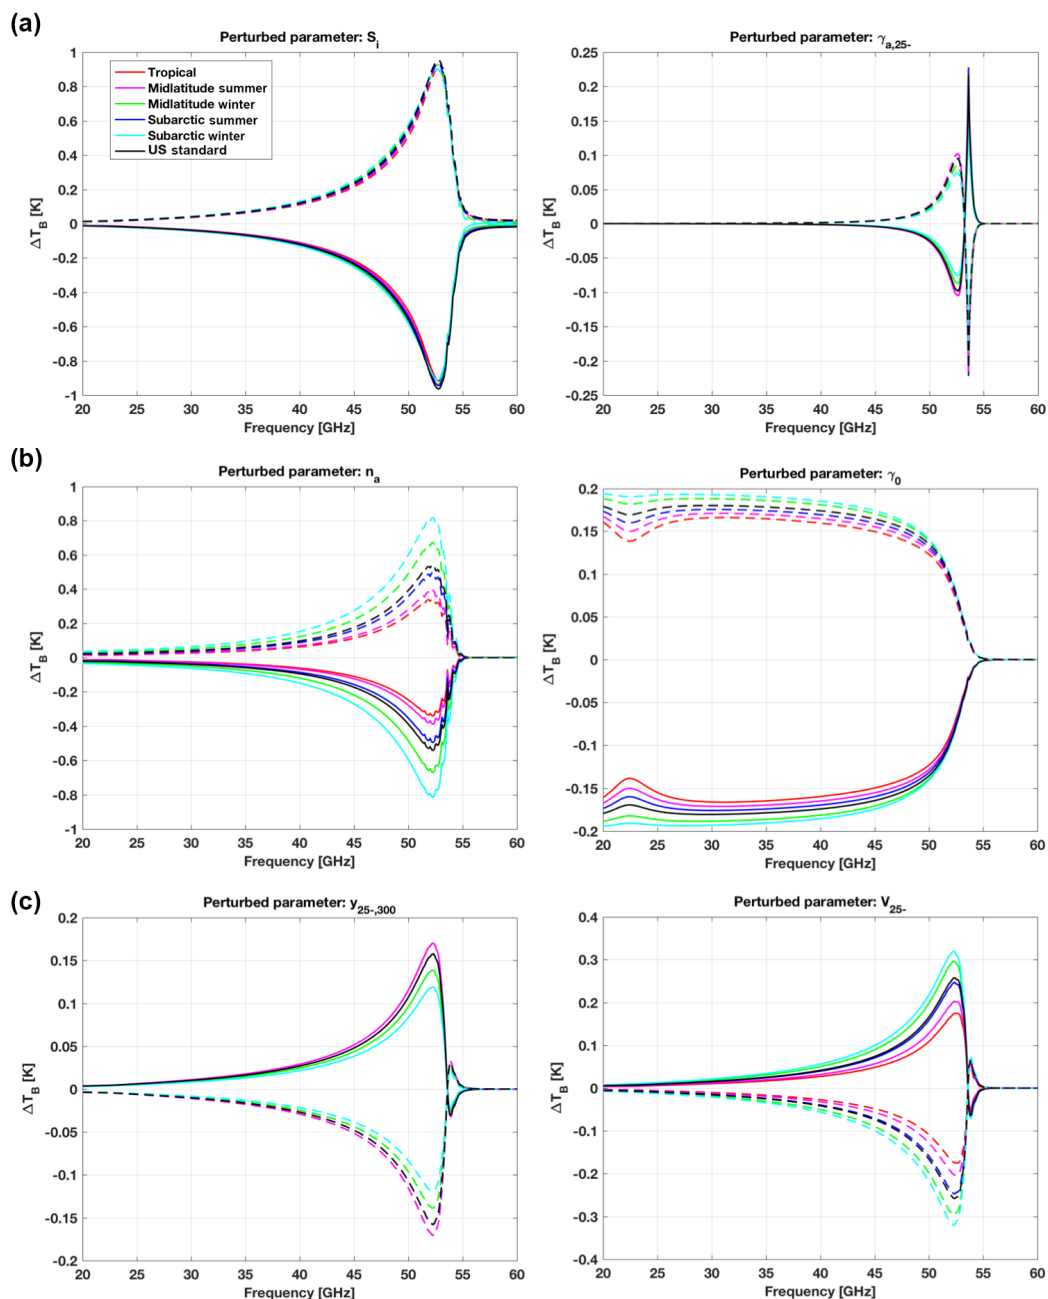 (a)
Perturbed parameter: S_i
1
0.8
0.6
0.4
0.2
0
-0.2
-0.4
-0.6
-0.8
-1
ΔT_B [K]
Tropical
Midlatitude summer
Midlatitude winter
Subarctic summer
Subarctic winter
US standard
20 25 30 35 40 45 50 55 60
Frequency [GHz]
Perturbed parameter: γ_a,25-
0.25
0.2
0.15
0.1
0.05
0
-0.05
-0.1
-0.15
-0.2
-0.25
ΔT_B [K]
20 25 30 35 40 45 50 55 60
Frequency [GHz]
(b)
Perturbed parameter: n_a
1
0.8
0.6
0.4
0.2
0
-0.2
-0.4
-0.6
-0.8
-1
ΔT_B [K]
20 25 30 35 40 45 50 55 60
Frequency [GHz]
Perturbed parameter: γ_0
0.2
0.15
0.1
0.05
0
-0.05
-0.1
-0.15
-0.2
ΔT_B [K]
20 25 30 35 40 45 50 55 60
Frequency [GHz]
(c)
Perturbed parameter: y_25-,300
0.2
0.15
0.1
0.05
0
-0.05
-0.1
-0.15
-0.2
ΔT_B [K]
20 25 30 35 40 45 50 55 60
Frequency [GHz]
Perturbed parameter: V_25-
0.4
0.3
0.2
0.1
0
-0.1
-0.2
-0.3
-0.4
ΔT_B [K]
20 25 30 35 40 45 50 55 60
Frequency [GHz]